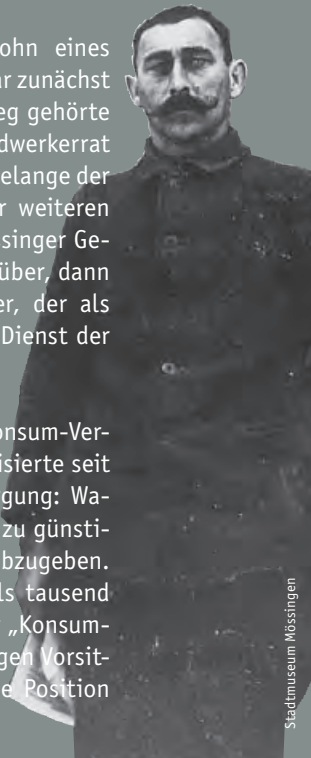 ohn eines
ar zunächst
eg gehörte
dwerkerrat
elange der
r weiteren
singer Ge-
über, dann
er, der als
Dienst der
onsum-Ver-
isierte seit
gung: Wa-
zu günsti-
bzugeben.
ls tausend
„Konsum-
gen Vorsit-
e Position
Stadtmuseum Mössingen